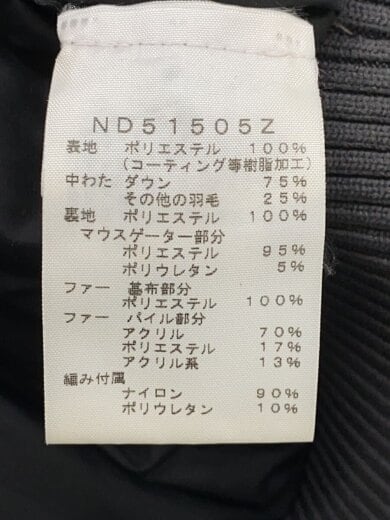 ND51505Z
表地 ポリエステル 100%
(コーティング等樹脂加工)
中わた ダウン 75%
その他の羽毛 25%
裏地 ポリエステル 100%
マウスゲーター部分
ポリエステル 95%
ポリウレタン 5%
ファー 基布部分
ポリエステル 100%
ファー パイル部分
アクリル 70%
ポリエステル 17%
アクリル系 13%
編み付属
ナイロン 90%
ポリウレタン 10%